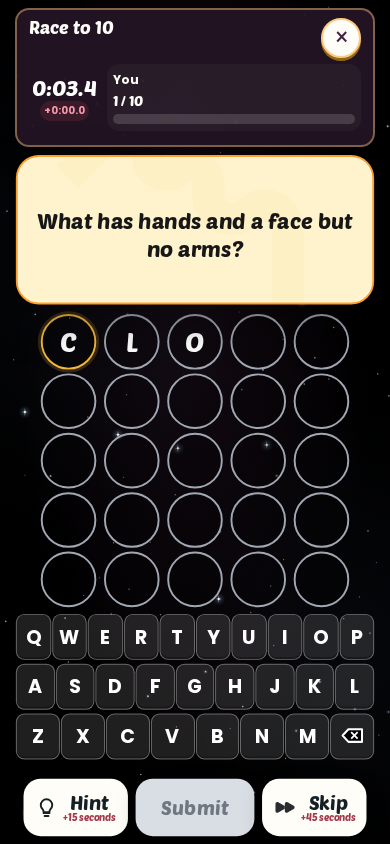 Race to 10
×
0:03.4
+0:00.0
You
1 / 10
What has hands and a face but
no arms?
C L O
Q W E R T Y U I O P
A S D F G H J K L
Z X C V B N M
Hint
+15 seconds
Submit
Skip
+45 seconds